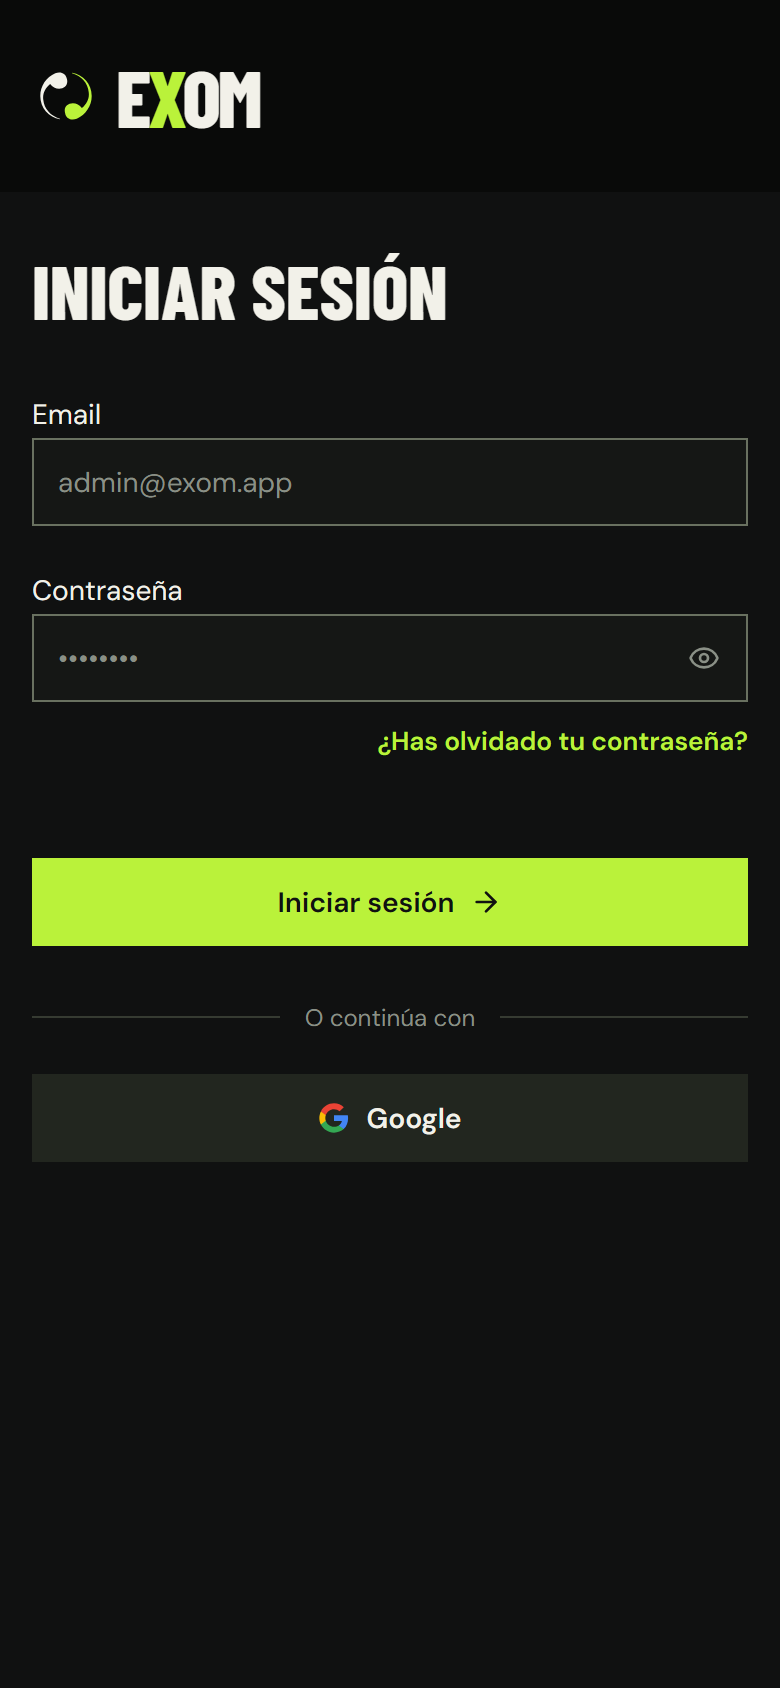 EXOM
INICIAR SESIÓN
Email
admin@exom.app
Contraseña
••••••••
¿Has olvidado tu contraseña?
Iniciar sesión →
O continúa con
Google